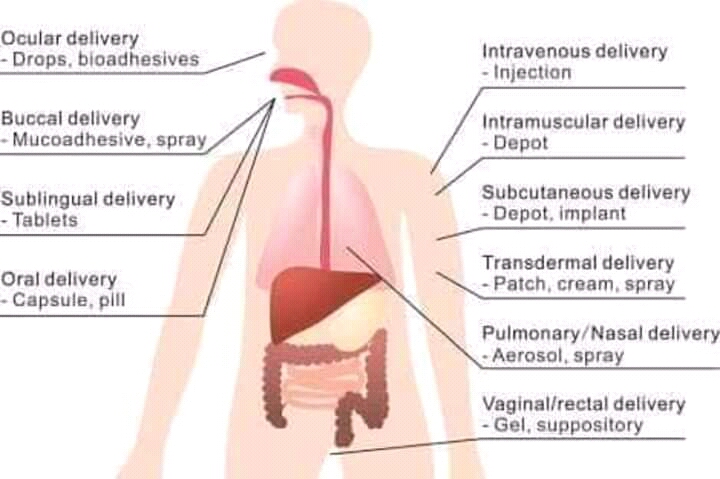 Ocular delivery
- Drops, bioadhesives
Buccal delivery
- Mucoadhesive, spray
Sublingual delivery
- Tablets
Oral delivery
- Capsule, pill
Intravenous delivery
- Injection
Intramuscular delivery
- Depot
Subcutaneous delivery
- Depot, implant
Transdermal delivery
- Patch, cream, spray
Pulmonary/Nasal delivery
- Aerosol, spray
Vaginal/rectal delivery
- Gel, suppository